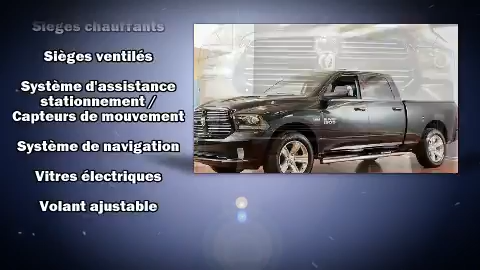 Sièges chauffants
Sièges ventilés
Système d'assistance
stationnement /
Capteurs de mouvement
Système de navigation
Vitres électriques
Volant ajustable